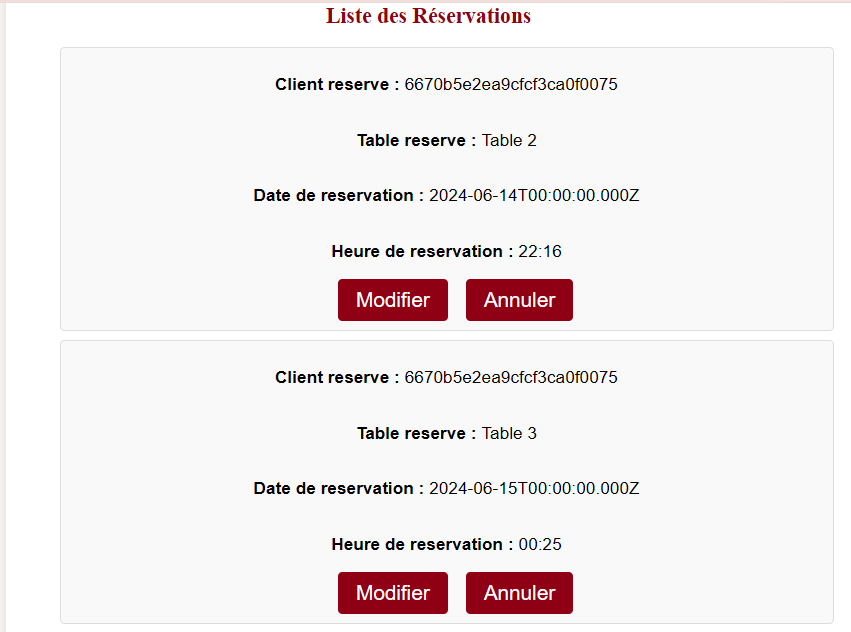 Liste des Réservations
Client reserve : 6670b5e2ea9cfcf3ca0f0075
Table reserve : Table 2
Date de reservation : 2024-06-14T00:00:00.000Z
Heure de reservation : 22:16
Modifier Annuler
Client reserve : 6670b5e2ea9cfcf3ca0f0075
Table reserve : Table 3
Date de reservation : 2024-06-15T00:00:00.000Z
Heure de reservation : 00:25
Modifier Annuler